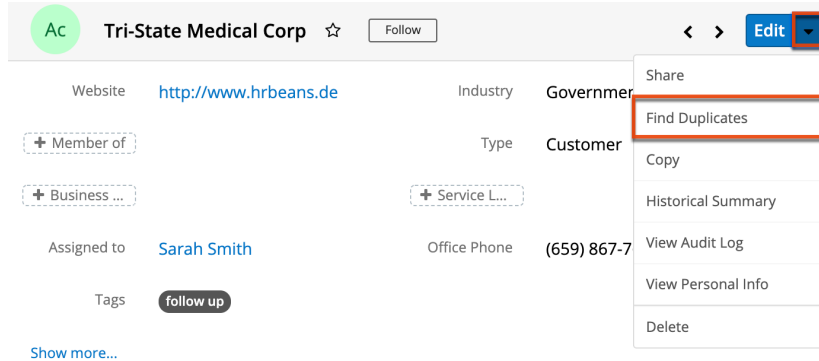 Ac Tri-State Medical Corp Follow Edit
Share
Website http://www.hrbeans.de Industry
Find Duplicates
+ Member of Type Customer
Copy
+ Business ... + Service L...
Historical Summary
View Audit Log
Assigned to Sarah Smith Office Phone (659) 867-7
View Personal Info
Tags follow up
Delete
Show more...